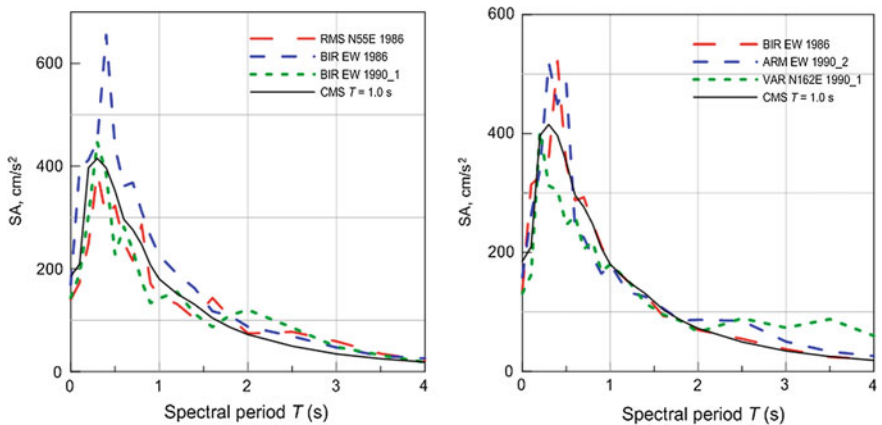 600
400
200
0
SA, cm/s²
RMS N55E 1986
BIR EW 1986
BIR EW 1990_1
CMS T = 1.0 s
0 1 2 3 4
Spectral period T (s)
600
400
200
0
SA, cm/s²
BIR EW 1986
ARM EW 1990_2
VAR N162E 1990_1
CMS T = 1.0 s
0 1 2 3 4
Spectral period T (s)